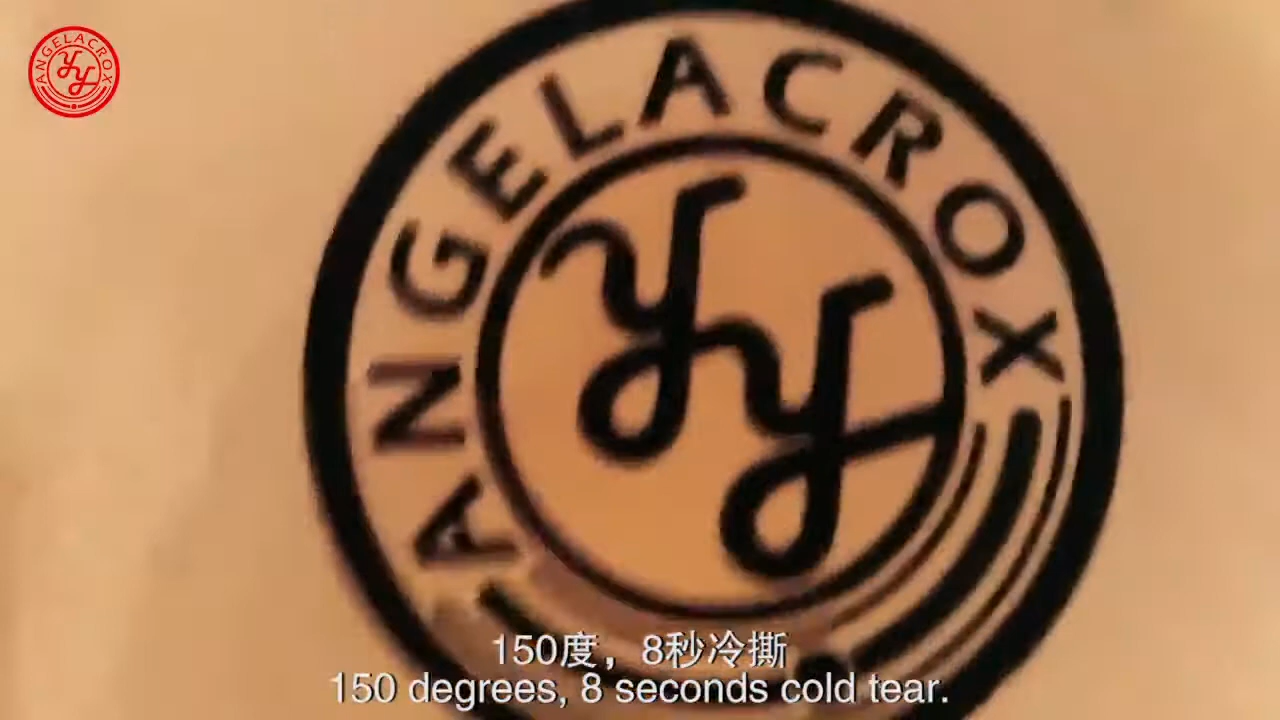 ANGELACROX
yy
ANGELACROX
yy
150度，8秒冷撕
150 degrees, 8 seconds cold tear.